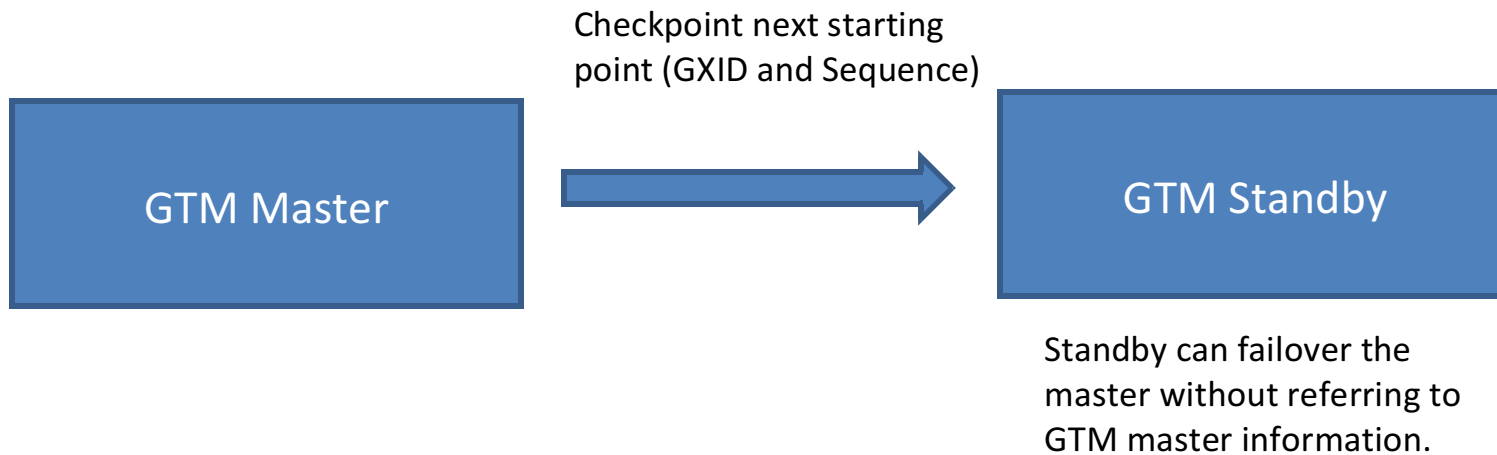 Checkpoint next starting
point (GXID and Sequence)
GTM Master
GTM Standby
Standby can failover the
master without referring to
GTM master information.